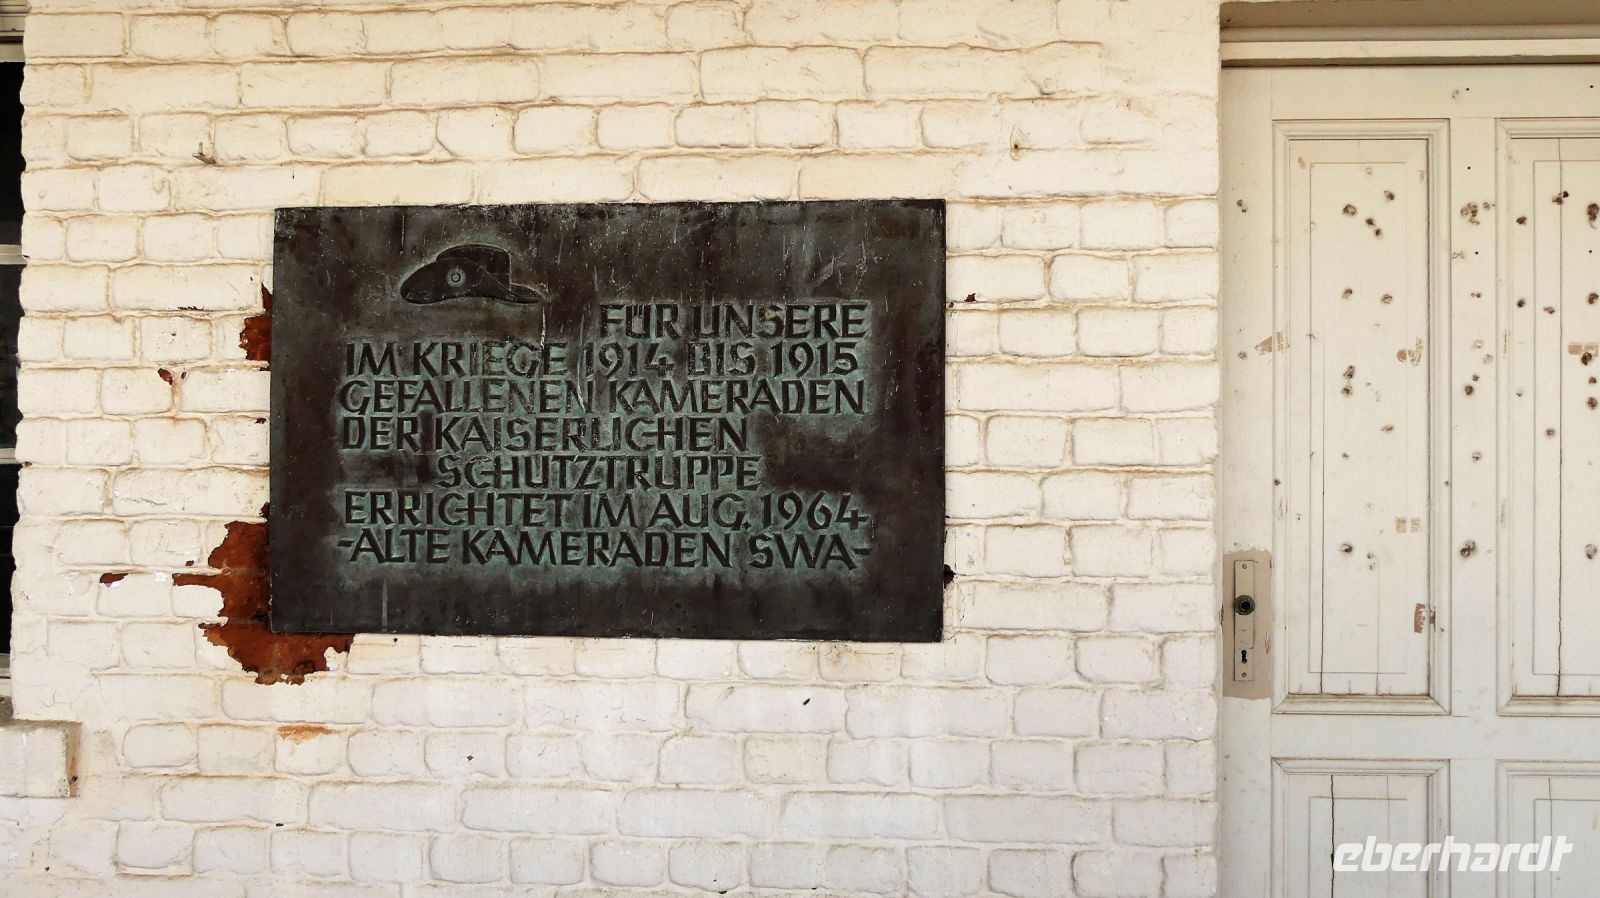 FÜR UNSERE
IM KRIEGE 1914 BIS 1915
GEFALLENEN KAMERADEN
DER KAISERLICHEN
SCHUTZTRUPPE
ERRICHTET IM AUG. 1964
-ALTE KAMERADEN SWA-
eberhardt